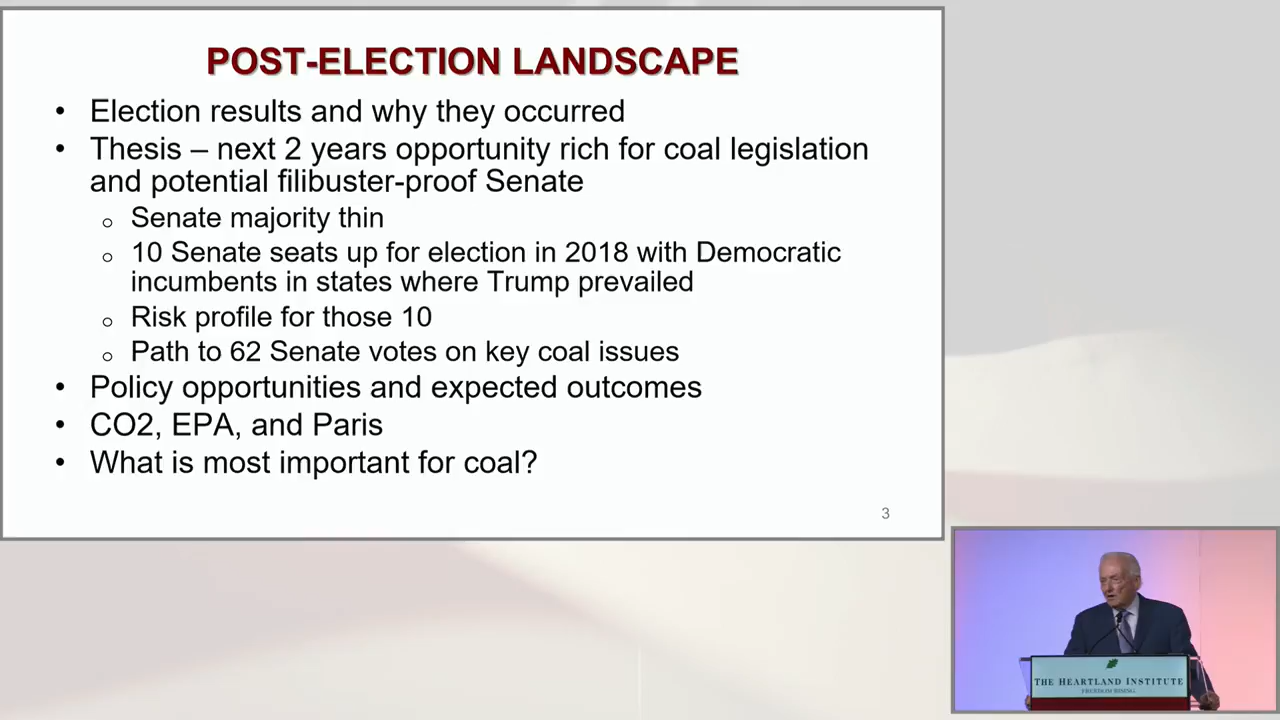 POST-ELECTION LANDSCAPE
• Election results and why they occurred
• Thesis – next 2 years opportunity rich for coal legislation
and potential filibuster-proof Senate
o Senate majority thin
o 10 Senate seats up for election in 2018 with Democratic
incumbents in states where Trump prevailed
o Risk profile for those 10
o Path to 62 Senate votes on key coal issues
• Policy opportunities and expected outcomes
• CO2, EPA, and Paris
• What is most important for coal?
3
THE HEARTLAND INSTITUTE
FREEDOM RISING